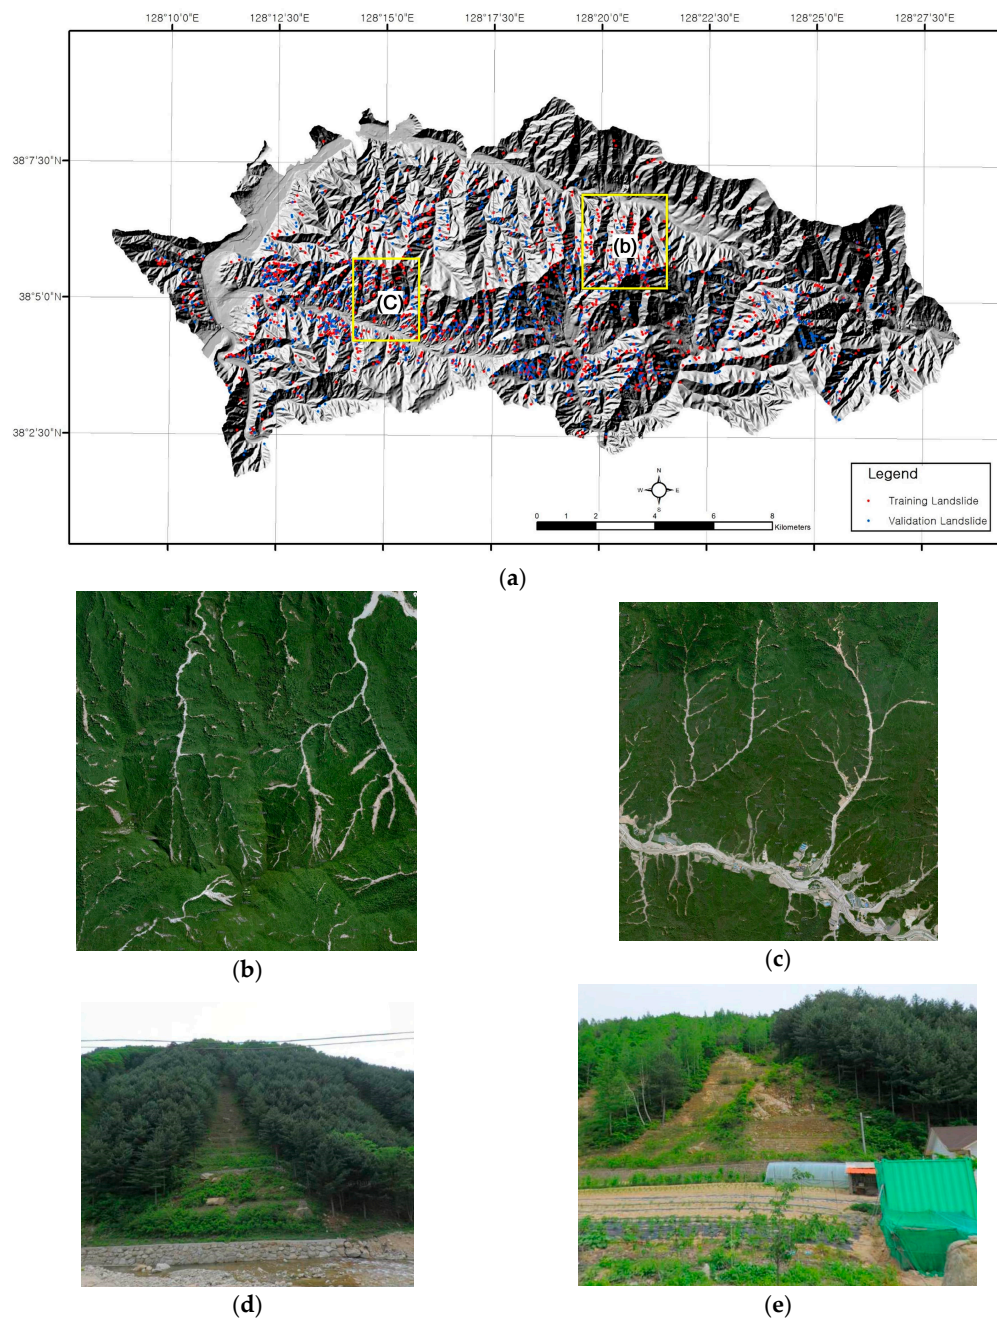 128°10'0"E 128°12'30"E 128°15'0"E 128°17'30"E 128°20'0"E 128°22'30"E 128°25'0"E 128°27'30"E
38°7'30"N
(b)
38°5'0"N
(C)
38°2'30"N
N
W E
S
0 2 4 6 8
Kilometers
Legend
Training Landslide
Validation Landslide
(a)
(b)
(c)
(d)
(e)